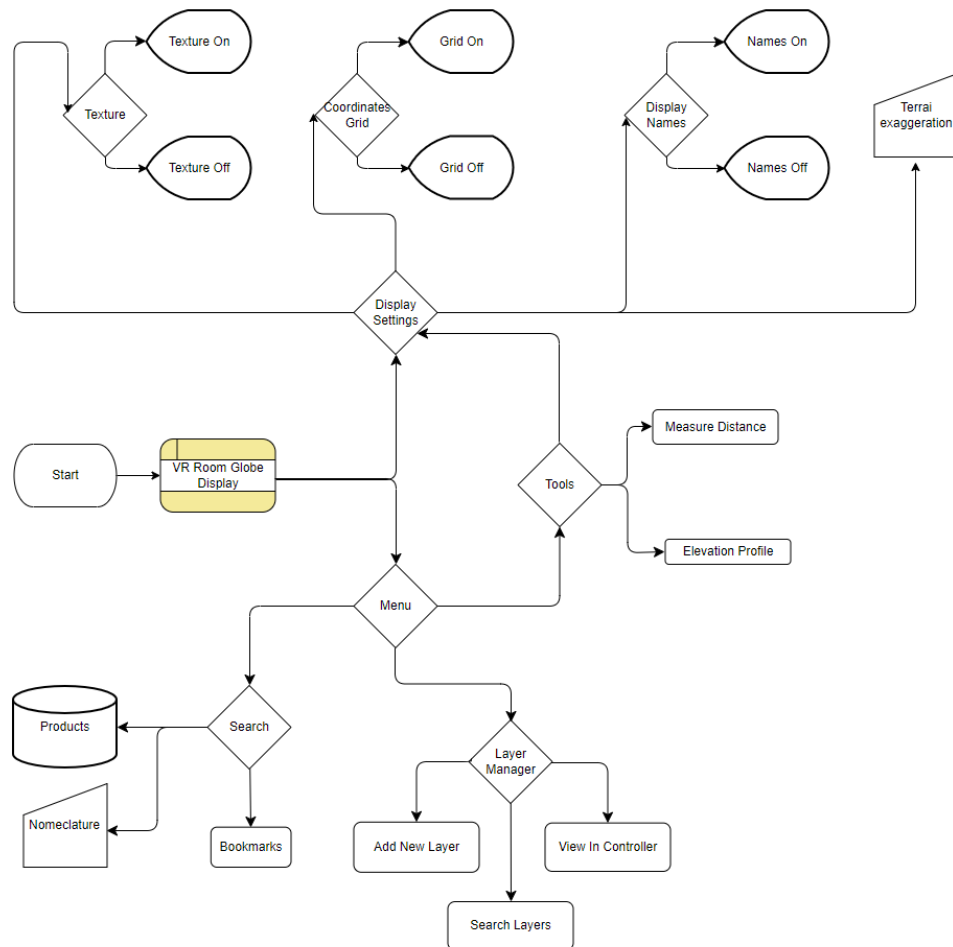 Texture On
Grid On
Names On
Texture
Coordinates
Grid
Display
Names
Terrai
exaggeration
Texture Off
Grid Off
Names Off
Display
Settings
Measure Distance
Start
VR Room Globe
Display
Tools
Elevation Profile
Menu
Products
Search
Layer
Manager
Nomeclature
Bookmarks
Add New Layer
View In Controller
Search Layers